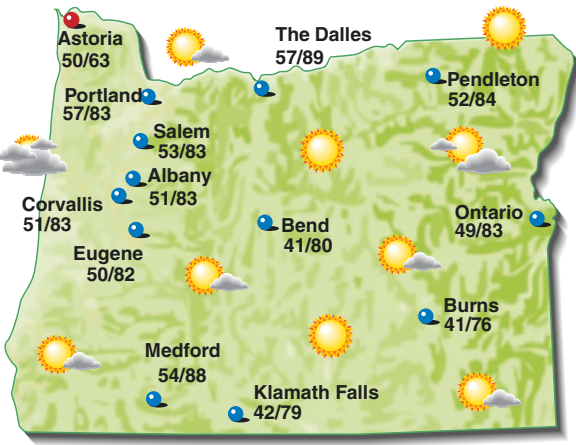 Astoria
50/63
The Dalles
57/89
Pendleton
52/84
Portland
57/83
Salem
53/83
Albany
51/83
Corvallis
51/83
Eugene
50/82
Bend
41/80
Ontario
49/83
Burns
41/76
Medford
54/88
Klamath Falls
42/79